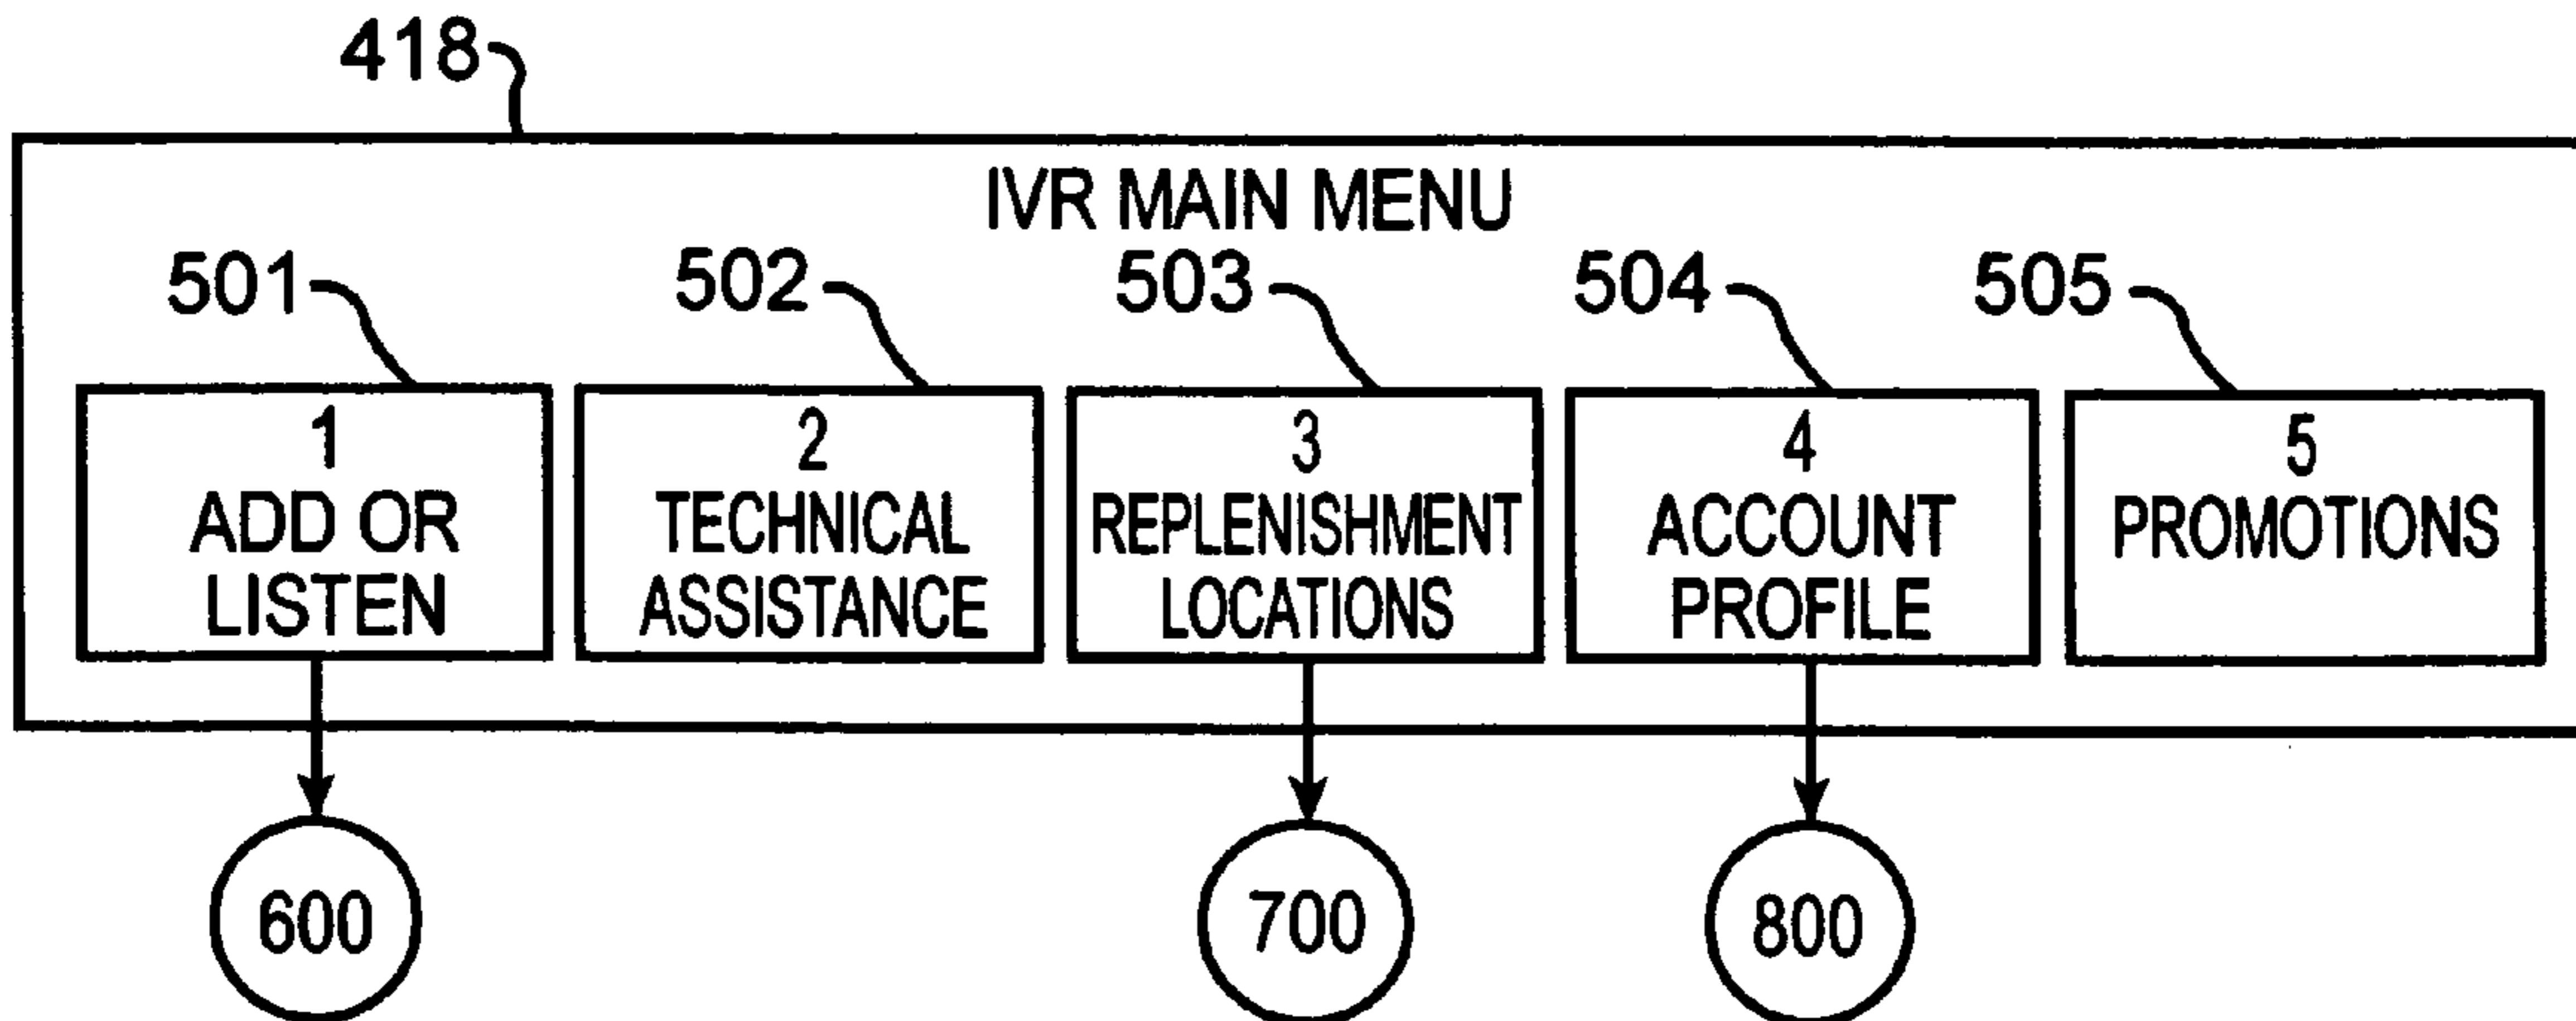 418
IVR MAIN MENU
501 502 503 504 505
1
ADD OR
LISTEN
2
TECHNICAL
ASSISTANCE
3
REPLENISHMENT
LOCATIONS
4
ACCOUNT
PROFILE
5
PROMOTIONS
600 700 800